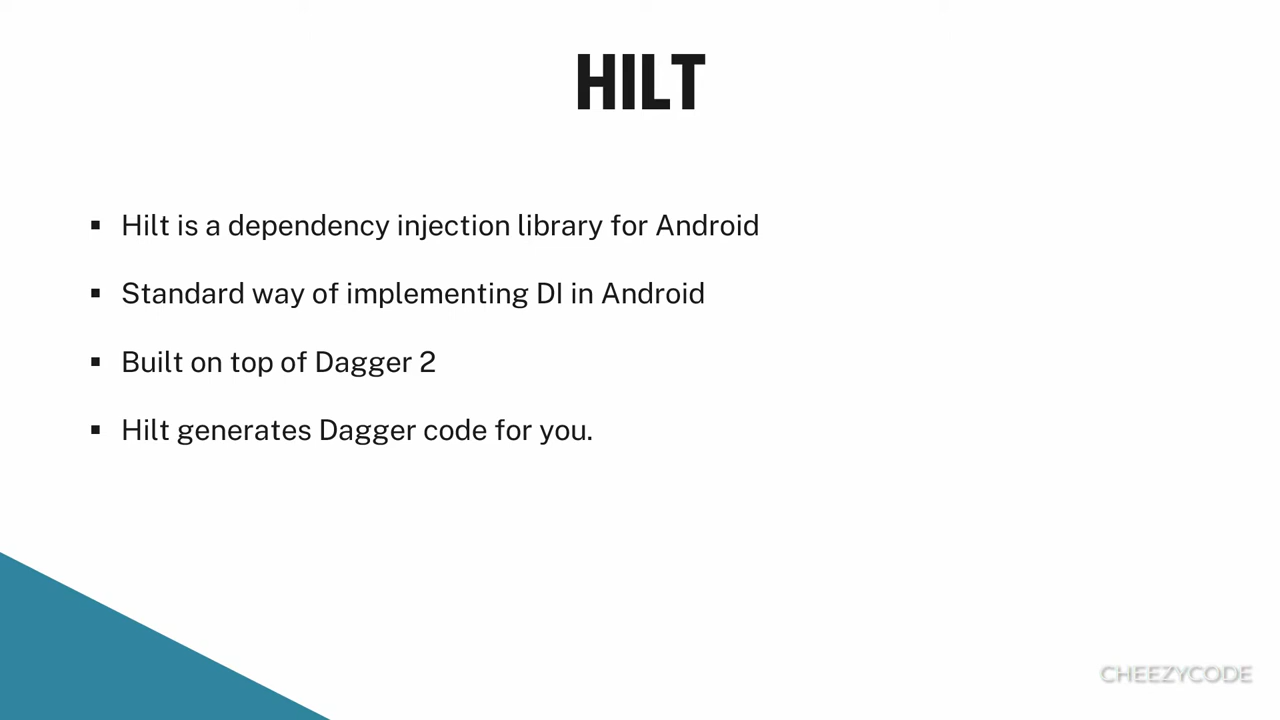 HILT
▪ Hilt is a dependency injection library for Android
▪ Standard way of implementing DI in Android
▪ Built on top of Dagger 2
▪ Hilt generates Dagger code for you.
CHEEZYCODE